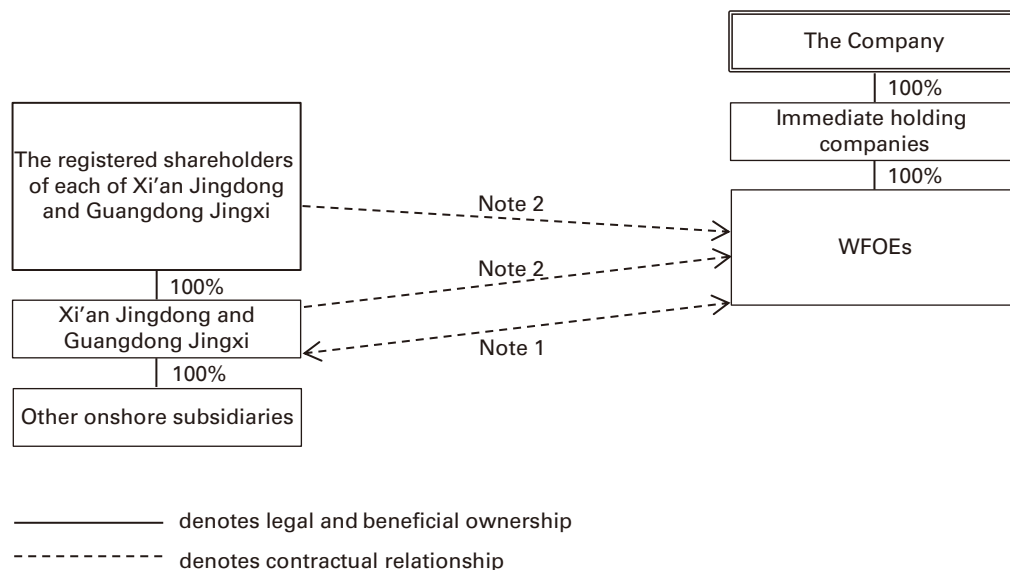 The Company
100%
Immediate holding
companies
100%
WFOEs
The registered shareholders
of each of Xi'an Jingdong
and Guangdong Jingxi
100%
Xi'an Jingdong and
Guangdong Jingxi
100%
Other onshore subsidiaries
Note 2
Note 2
Note 1
denotes legal and beneficial ownership
denotes contractual relationship